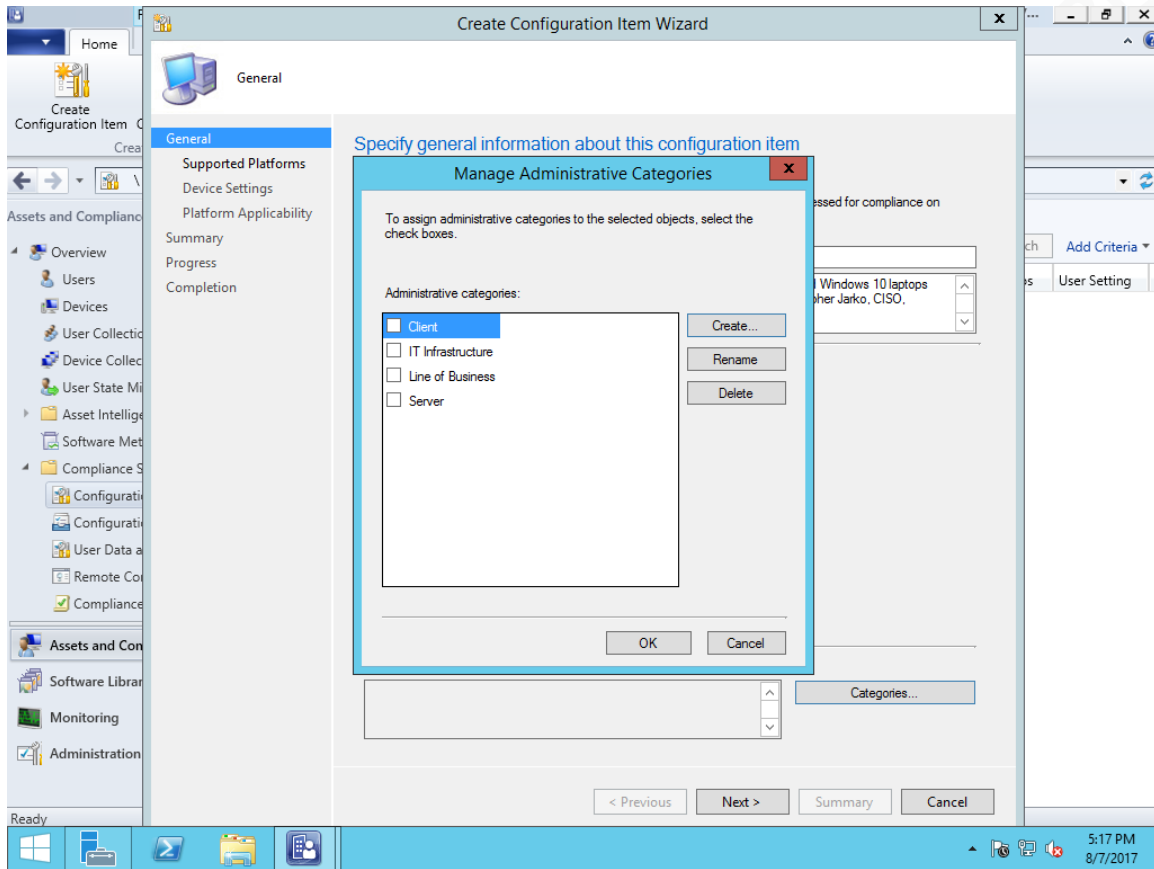 Create Configuration Item Wizard
Home
General
Create
Configuration Item
General
Specify general information about this configuration item
Supported Platforms
Device Settings
Platform Applicability
Summary
Progress
Completion
Manage Administrative Categories
To assign administrative categories to the selected objects, select the
check boxes.
Administrative categories:
Client
IT Infrastructure
Line of Business
Server
Create...
Rename
Delete
OK
Cancel
essed for compliance on
Windows 10 laptops
pher Jarko, CISO,
Categories...
< Previous
Next >
Summary
Cancel
Assets and Complianc
Overview
Users
Devices
User Collectio
Device Collec
User State Mi
Asset Intellige
Software Met
Compliance S
Configurati
Configurati
User Data a
Remote Co
Compliance
Assets and Con
Software Librar
Monitoring
Administration
Ready
ch
Add Criteria
User Setting
5:17 PM
8/7/2017